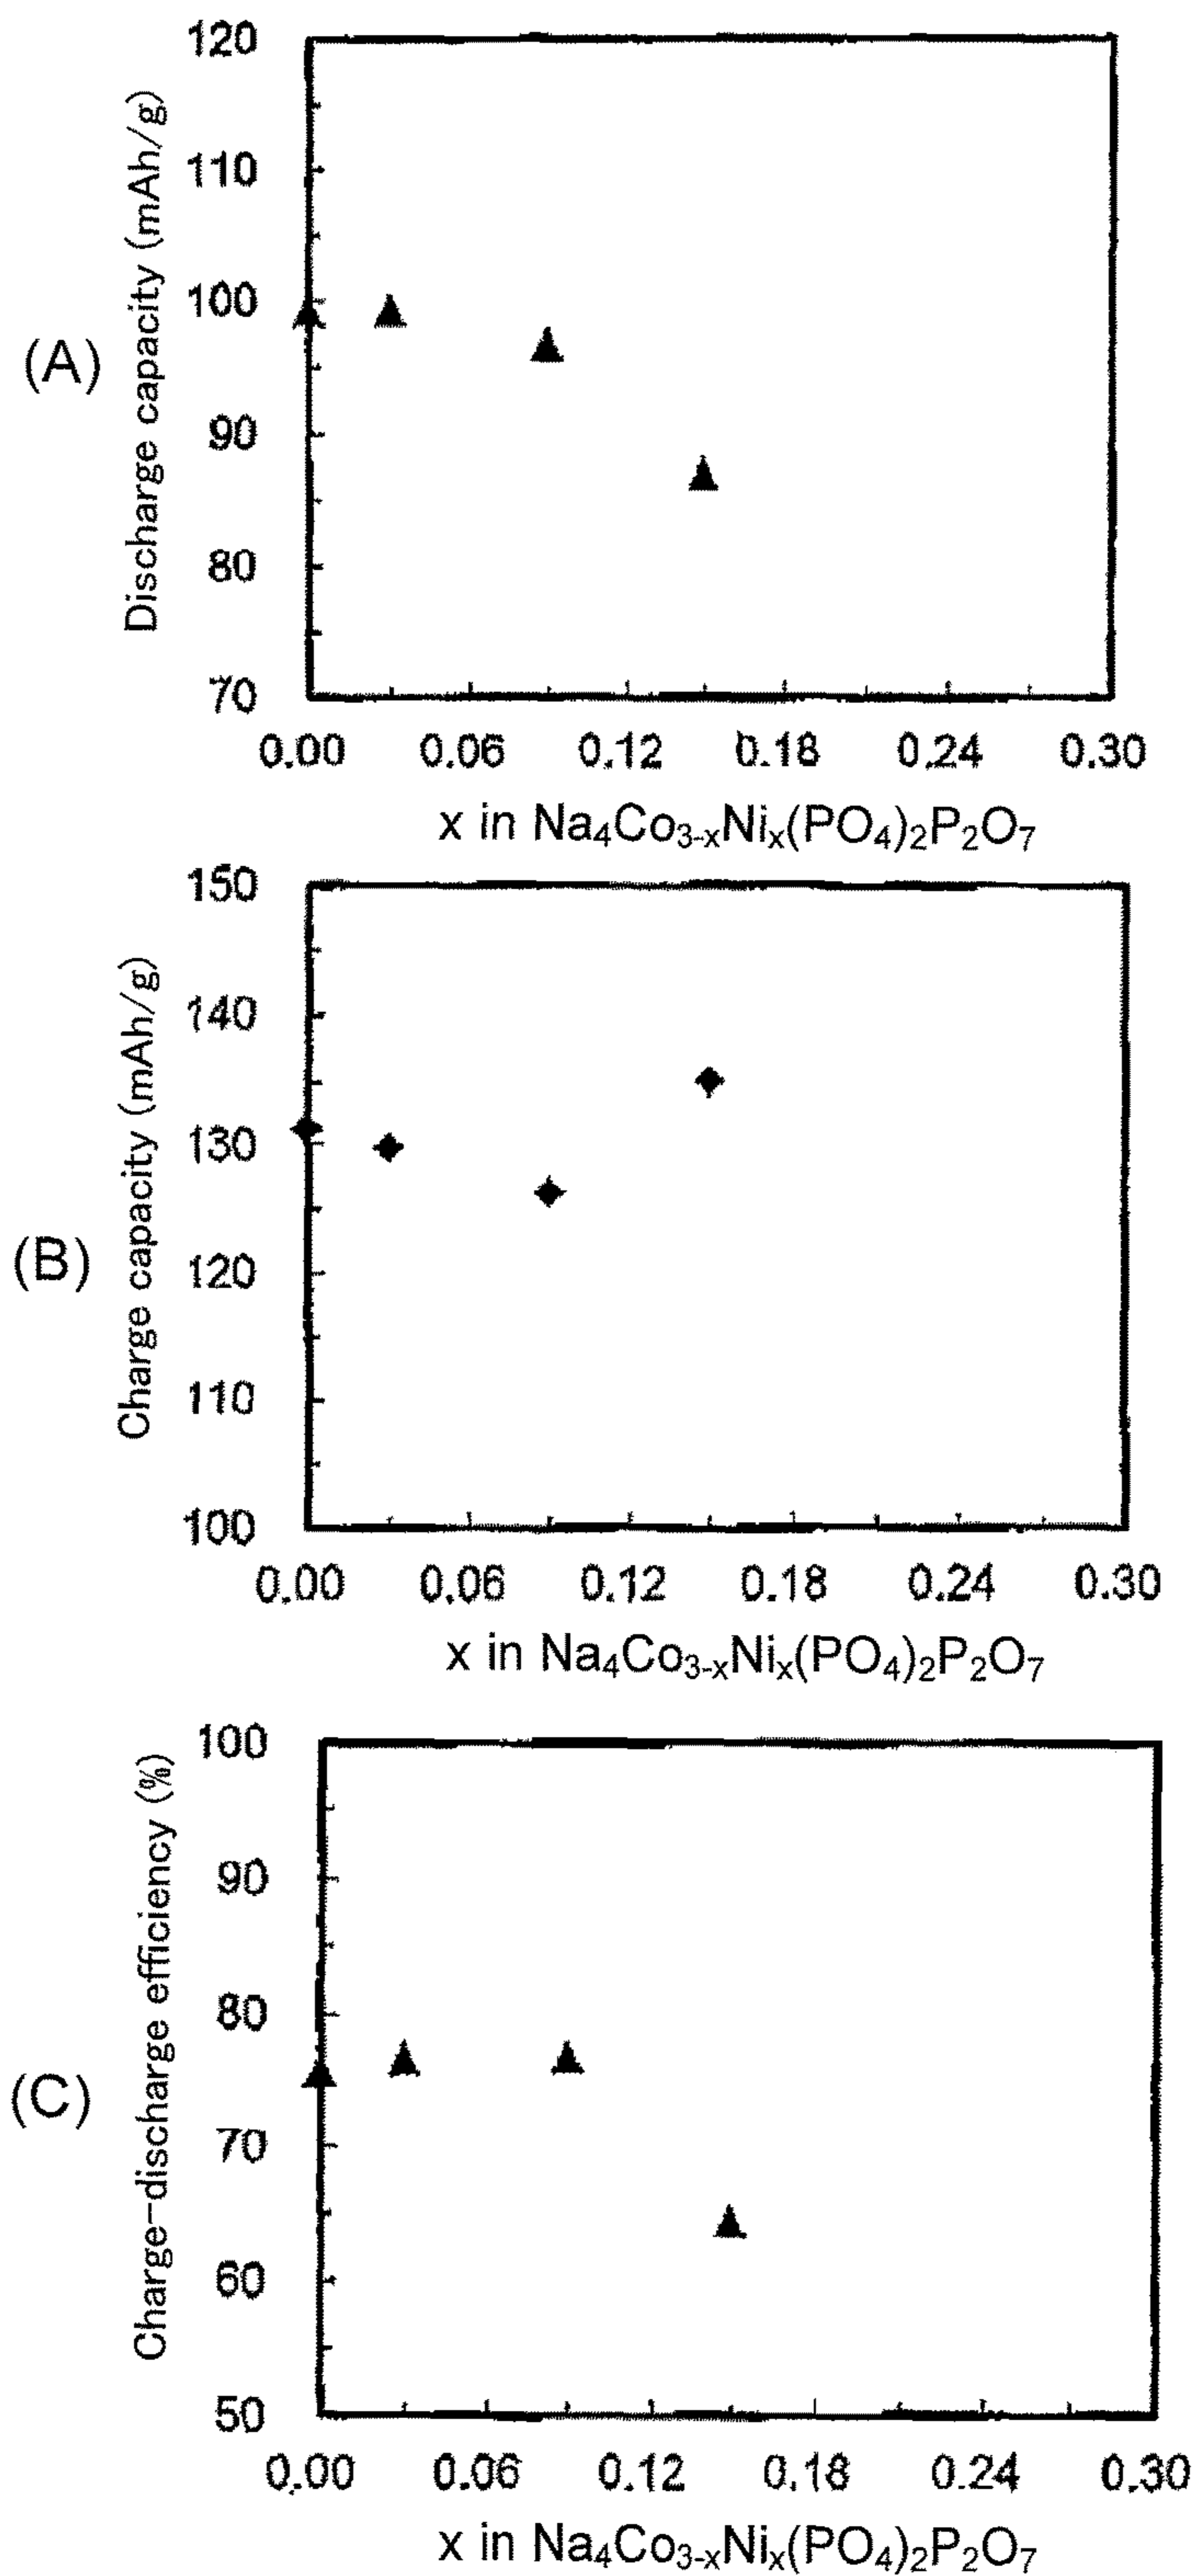 120
110
100
90
80
70
Discharge capacity (mAh/g)
(A)
0.00 0.06 0.12 0.18 0.24 0.30
x in Na₄Co₃₋ₓNiₓ(PO₄)₂P₂O₇
150
140
130
120
110
100
Charge capacity (mAh/g)
(B)
0.00 0.06 0.12 0.18 0.24 0.30
x in Na₄Co₃₋ₓNiₓ(PO₄)₂P₂O₇
100
90
80
70
60
50
Charge-discharge efficiency (%)
(C)
0.00 0.06 0.12 0.18 0.24 0.30
x in Na₄Co₃₋ₓNiₓ(PO₄)₂P₂O₇